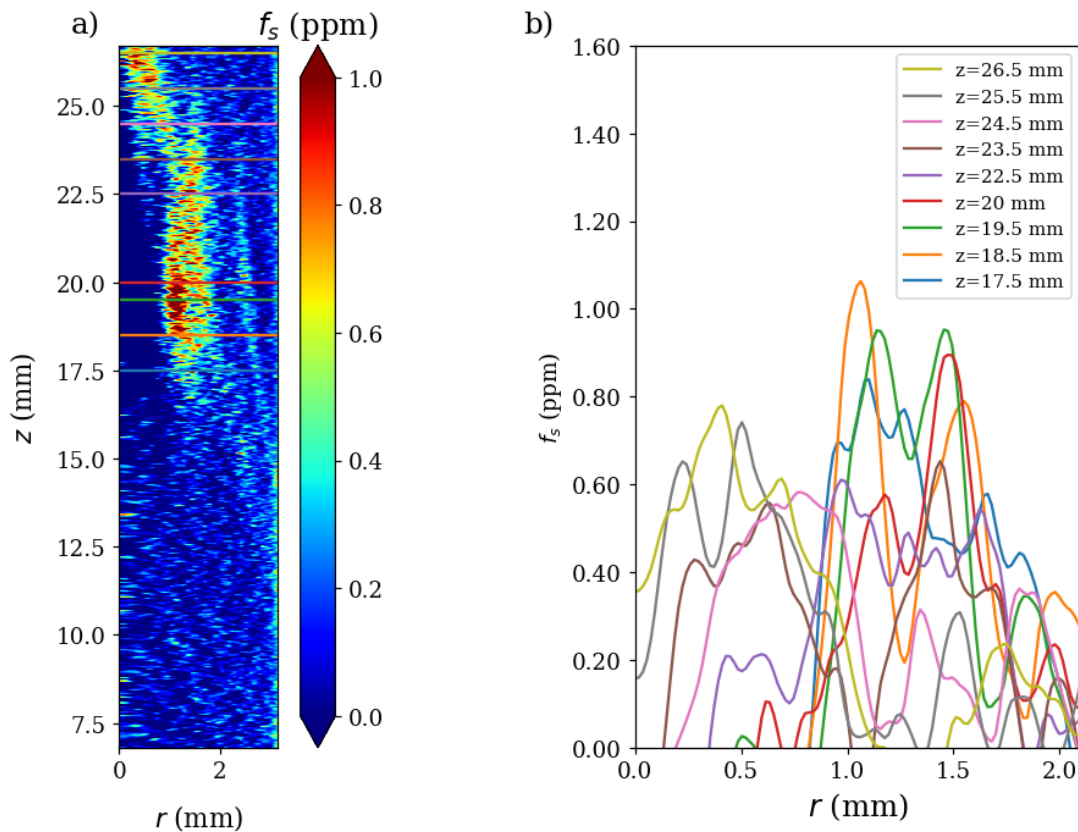 a)
f_s (ppm)
25.0
22.5
20.0
17.5
15.0
12.5
10.0
7.5
z (mm)
0
2
r (mm)
1.0
0.8
0.6
0.4
0.2
0.0
b)
1.60
1.40
1.20
1.00
0.80
0.60
0.40
0.20
0.00
f_s (ppm)
0.0
0.5
1.0
1.5
2.0
r (mm)
z=26.5 mm
z=25.5 mm
z=24.5 mm
z=23.5 mm
z=22.5 mm
z=20 mm
z=19.5 mm
z=18.5 mm
z=17.5 mm